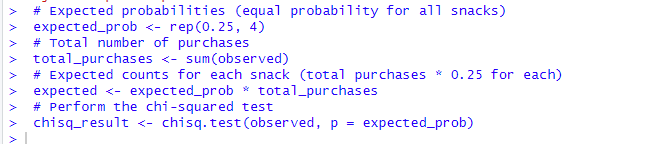 > # Expected probabilities (equal probability for all snacks)
> expected_prob <- rep(0.25, 4)
> # Total number of purchases
> total_purchases <- sum(observed)
> # Expected counts for each snack (total purchases * 0.25 for each)
> expected <- expected_prob * total_purchases
> # Perform the chi-squared test
> chisq_result <- chisq.test(observed, p = expected_prob)
>